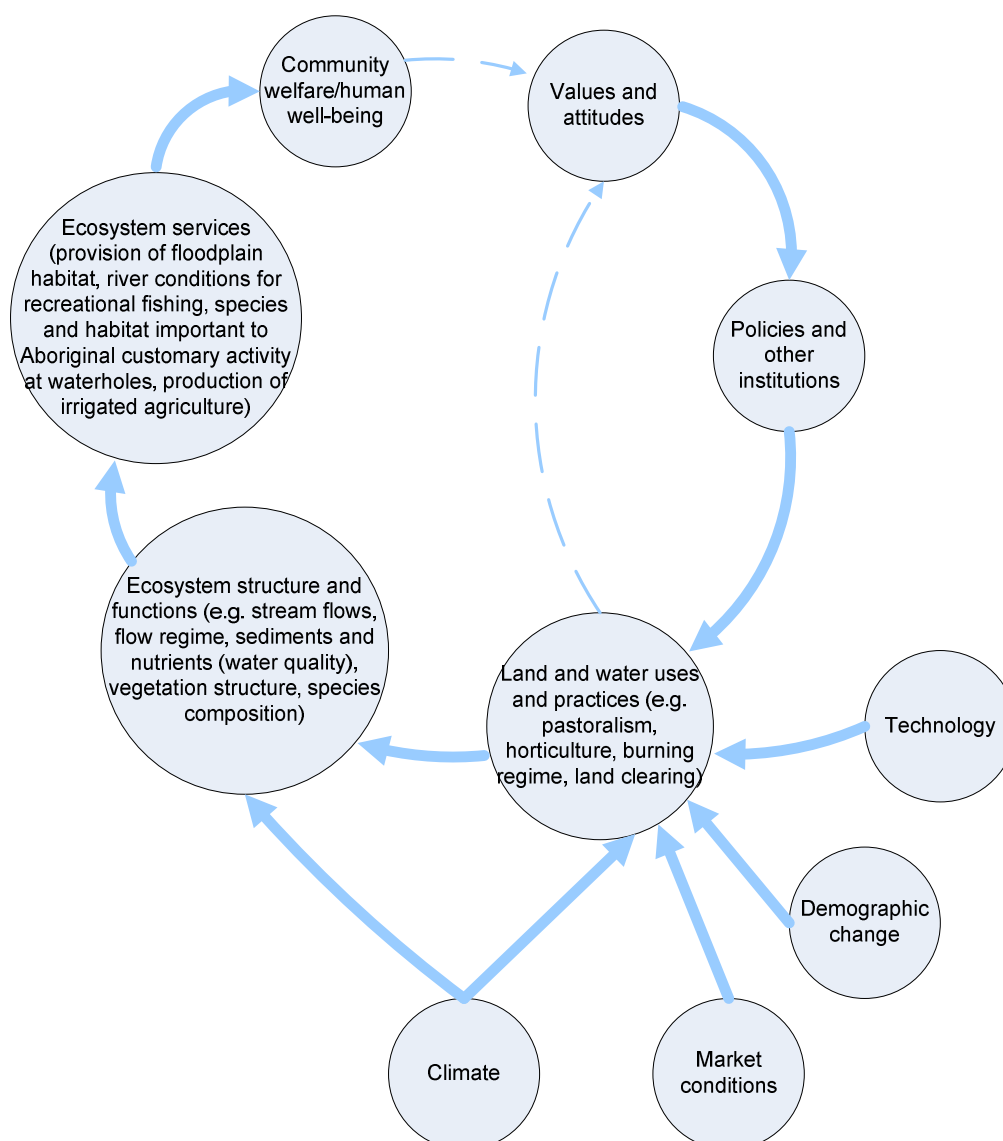 Community
welfare/human
well-being
Values and
attitudes
Ecosystem services
(provision of floodplain
habitat, river conditions for
recreational fishing, species
and habitat important to
Aboriginal customary activity
at waterholes, production of
irrigated agriculture)
Policies and
other
institutions
Ecosystem structure and
functions (e.g. stream flows,
flow regime, sediments and
nutrients (water quality),
vegetation structure, species
composition)
Land and water uses
and practices (e.g.
pastoralism,
horticulture, burning
regime, land clearing)
Technology
Demographic
change
Climate
Market
conditions